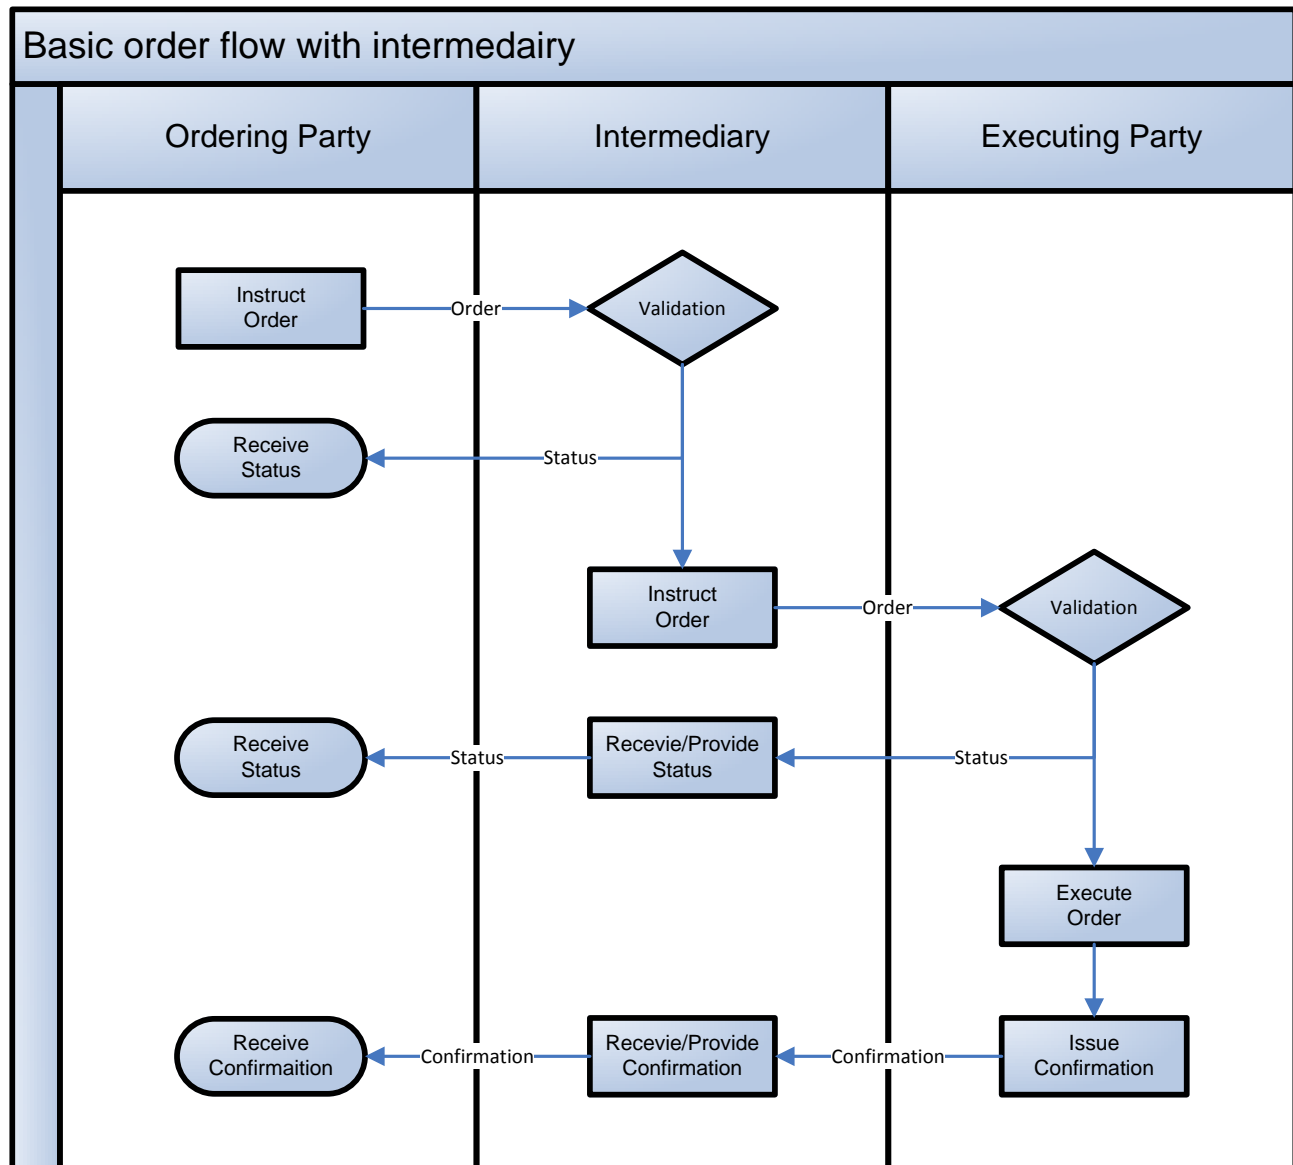 Basic order flow with intermedairy
Ordering Party
Intermediary
Executing Party
Instruct
Order
Order
Validation
Receive
Status
Status
Instruct
Order
Order
Validation
Receive
Status
Status
Recevie/Provide
Status
Status
Execute
Order
Receive
Confirmaition
Confirmation
Recevie/Provide
Confirmation
Confirmation
Issue
Confirmation